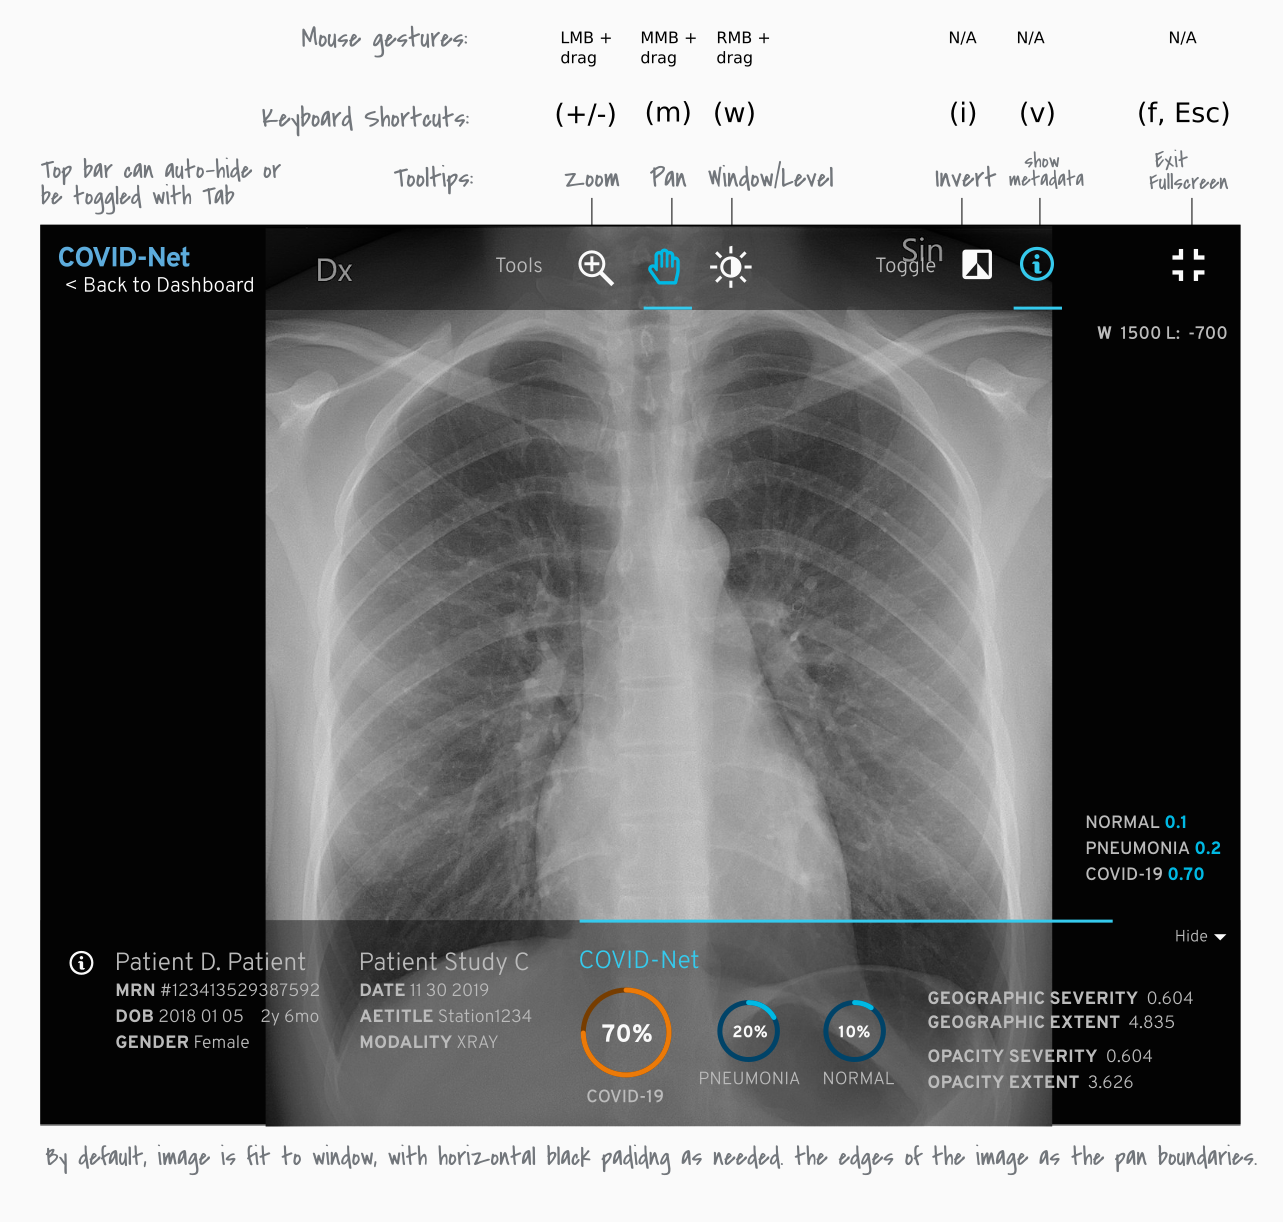 Mouse gestures: LMB + drag MMB + drag RMB + drag N/A N/A N/A
Keyboard Shortcuts: (+/-) (m) (w) (i) (v) (f, Esc)
Top bar can auto-hide or
be toggled with Tab
Tooltips: Zoom Pan Window/Level Invert show metadata Exit Fullscreen
COVID-Net
< Back to Dashboard
Dx
Tools
Sin
Toggle
W 1500 L: -700
NORMAL 0.1
PNEUMONIA 0.2
COVID-19 0.70
Hide
Patient D. Patient
MRN #123413529387592
DOB 2018 01 05 2y 6mo
GENDER Female
Patient Study C
DATE 11 30 2019
AETITLE Station1234
MODALITY XRAY
COVID-Net
70%
COVID-19
20%
PNEUMONIA
10%
NORMAL
GEOGRAPHIC SEVERITY 0.604
GEOGRAPHIC EXTENT 4.835
OPACITY SEVERITY 0.604
OPACITY EXTENT 3.626
By default, image is fit to window, with horizontal black padidng as needed. the edges of the image as the pan boundaries.